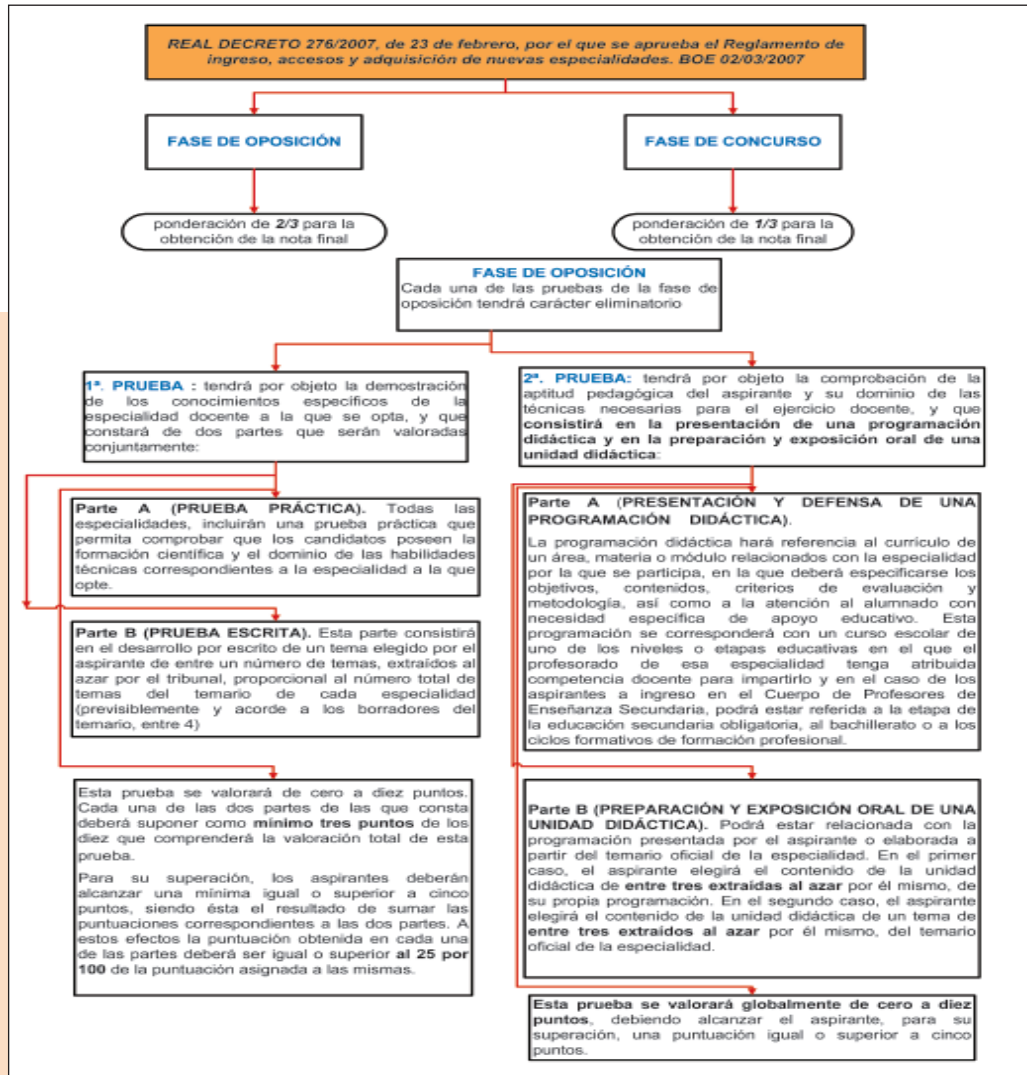 REAL DECRETO 276/2007, de 23 de febrero, por el que se aprueba el Reglamento de
ingreso, accesos y adquisición de nuevas especialidades. BOE 02/03/2007
FASE DE OPOSICIÓN
FASE DE CONCURSO
ponderación de 2/3 para la
obtención de la nota final
ponderación de 1/3 para la
obtención de la nota final
FASE DE OPOSICIÓN
Cada una de las pruebas de la fase de
oposición tendrá carácter eliminatorio
1ª. PRUEBA : tendrá por objeto la demostración
de los conocimientos específicos de la
especialidad docente a la que se opta, y que
constará de dos partes que serán valoradas
conjuntamente:
2ª. PRUEBA: tendrá por objeto la comprobación de la
aptitud pedagógica del aspirante y su dominio de las
técnicas necesarias para el ejercicio docente, y que
consistirá en la presentación de una programación
didáctica y en la preparación y exposición oral de una
unidad didáctica:
Parte A (PRUEBA PRÁCTICA). Todas las
especialidades, incluirán una prueba práctica que
permita comprobar que los candidatos poseen la
formación científica y el dominio de las habilidades
técnicas correspondientes a la especialidad a la que
opte.
Parte B (PRUEBA ESCRITA). Esta parte consistirá
en el desarrollo por escrito de un tema elegido por el
aspirante de entre un número de temas, extraídos al
azar por el tribunal, proporcional al número total de
temas del temario de cada especialidad
(previsiblemente y acorde a los borradores del
temario, entre 4)
Esta prueba se valorará de cero a diez puntos.
Cada una de las dos partes de las que consta
deberá suponer como mínimo tres puntos de los
diez que comprenderá la valoración total de esta
prueba.
Para su superación, los aspirantes deberán
alcanzar una mínima igual o superior a cinco
puntos, siendo ésta el resultado de sumar las
puntuaciones correspondientes a las dos partes. A
estos efectos la puntuación obtenida en cada una
de las partes deberá ser igual o superior al 25 por
100 de la puntuación asignada a las mismas.
Parte A (PRESENTACIÓN Y DEFENSA DE UNA
PROGRAMACIÓN DIDÁCTICA).
La programación didáctica hará referencia al currículo de
un área, materia o módulo relacionados con la especialidad
por la que se participa, en la que deberá especificarse los
objetivos, contenidos, criterios de evaluación y
metodología, así como a la atención al alumnado con
necesidad específica de apoyo educativo. Esta
programación se corresponderá con un curso escolar de
uno de los niveles o etapas educativas en el que el
profesorado de esa especialidad tenga atribuida
competencia docente para impartirlo y en el caso de los
aspirantes a ingreso en el Cuerpo de Profesores de
Enseñanza Secundaria, podrá estar referida a la etapa de
la educación secundaria obligatoria, al bachillerato o a los
ciclos formativos de formación profesional.
Parte B (PREPARACIÓN Y EXPOSICIÓN ORAL DE UNA
UNIDAD DIDÁCTICA). Podrá estar relacionada con la
programación presentada por el aspirante o elaborada a
partir del temario oficial de la especialidad. En el primer
caso, el aspirante elegirá el contenido de la unidad
didáctica de entre tres extraídas al azar por él mismo, de
su propia programación. En el segundo caso, el aspirante
elegirá el contenido de la unidad didáctica de un tema de
entre tres extraídos al azar por él mismo, del temario
oficial de la especialidad.
Esta prueba se valorará globalmente de cero a diez
puntos, debiendo alcanzar el aspirante, para su
superación, una puntuación igual o superior a cinco
puntos.